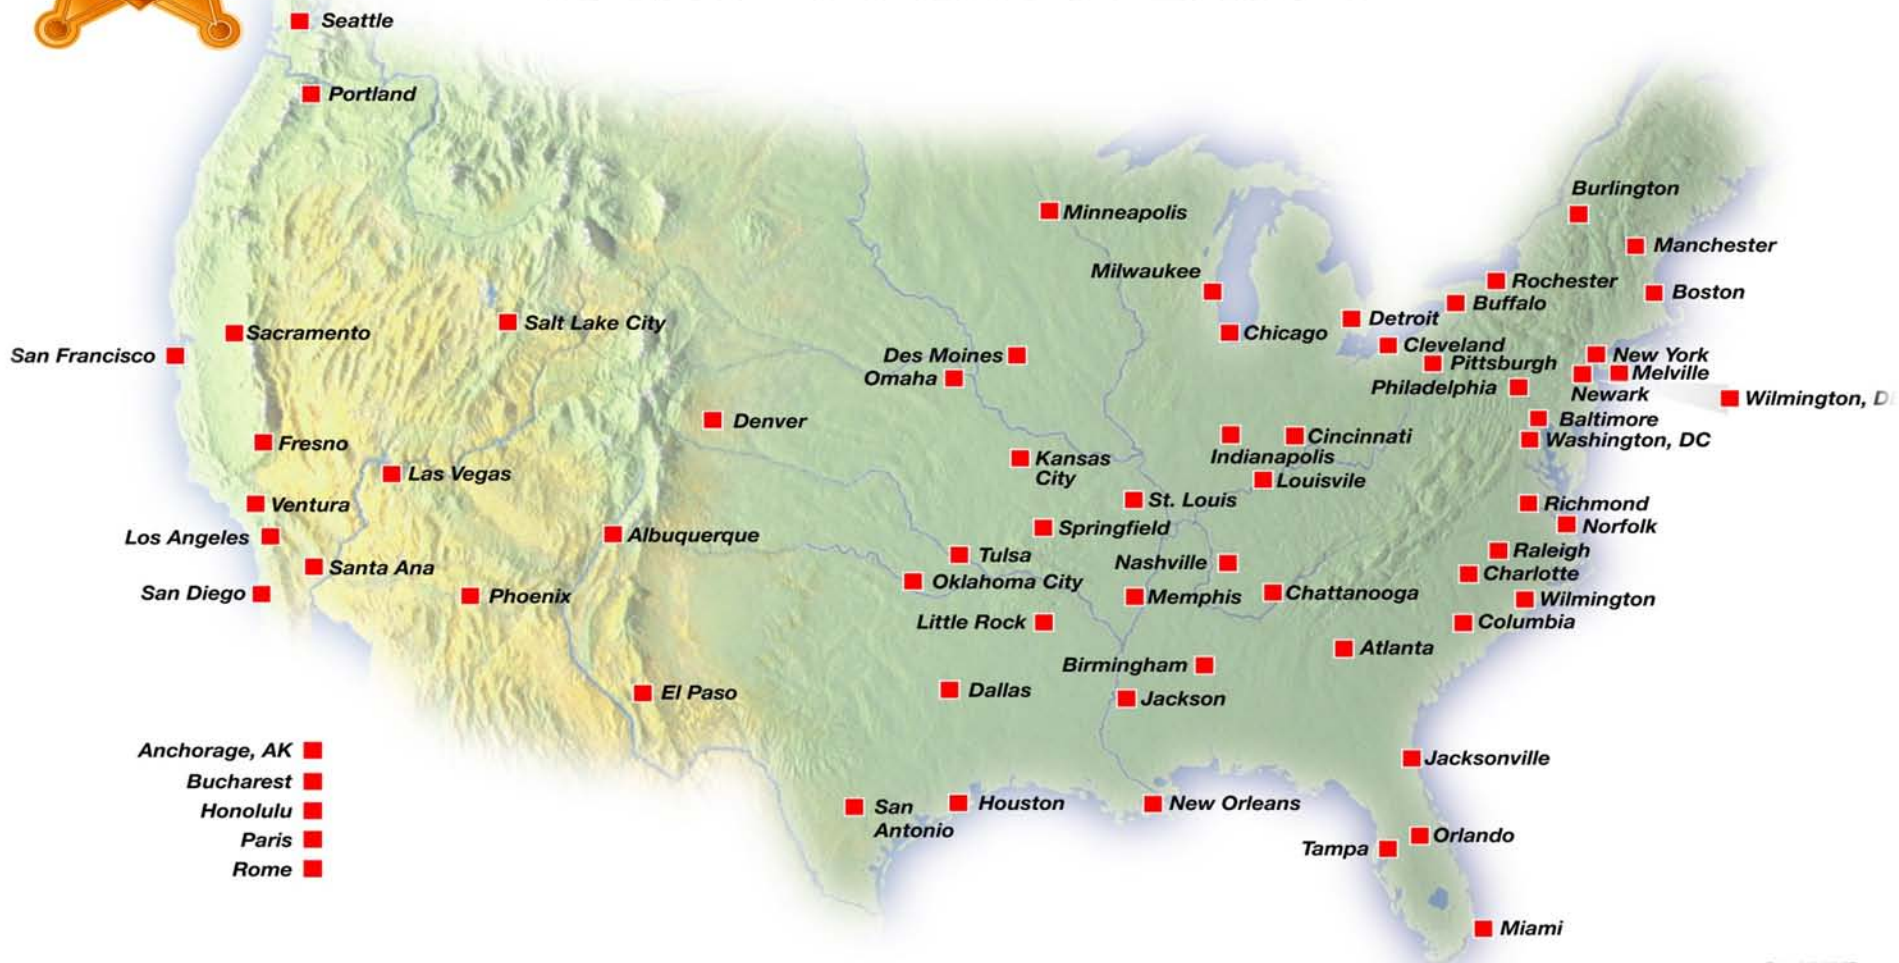 Seattle
Portland
Burlington
Minneapolis
Manchester
Milwaukee
Rochester
Boston
Buffalo
Detroit
Salt Lake City
Sacramento
Chicago
Cleveland
San Francisco
Des Moines
New York
Pittsburgh
Melville
Omaha
Philadelphia
Newark
Wilmington, D
Denver
Baltimore
Cincinnati
Washington, DC
Fresno
Indianapolis
Kansas
City
Las Vegas
Louisvile
St. Louis
Ventura
Richmond
Springfield
Norfolk
Los Angeles
Albuquerque
Raleigh
Tulsa
Nashville
Santa Ana
Charlotte
Oklahoma City
San Diego
Phoenix
Memphis
Chattanooga
Wilmington
Little Rock
Columbia
Atlanta
Birmingham
El Paso
Dallas
Jackson
Anchorage, AK
Jacksonville
Bucharest
Honolulu
San
Antonio
Houston
New Orleans
Paris
Orlando
Tampa
Rome
Miami